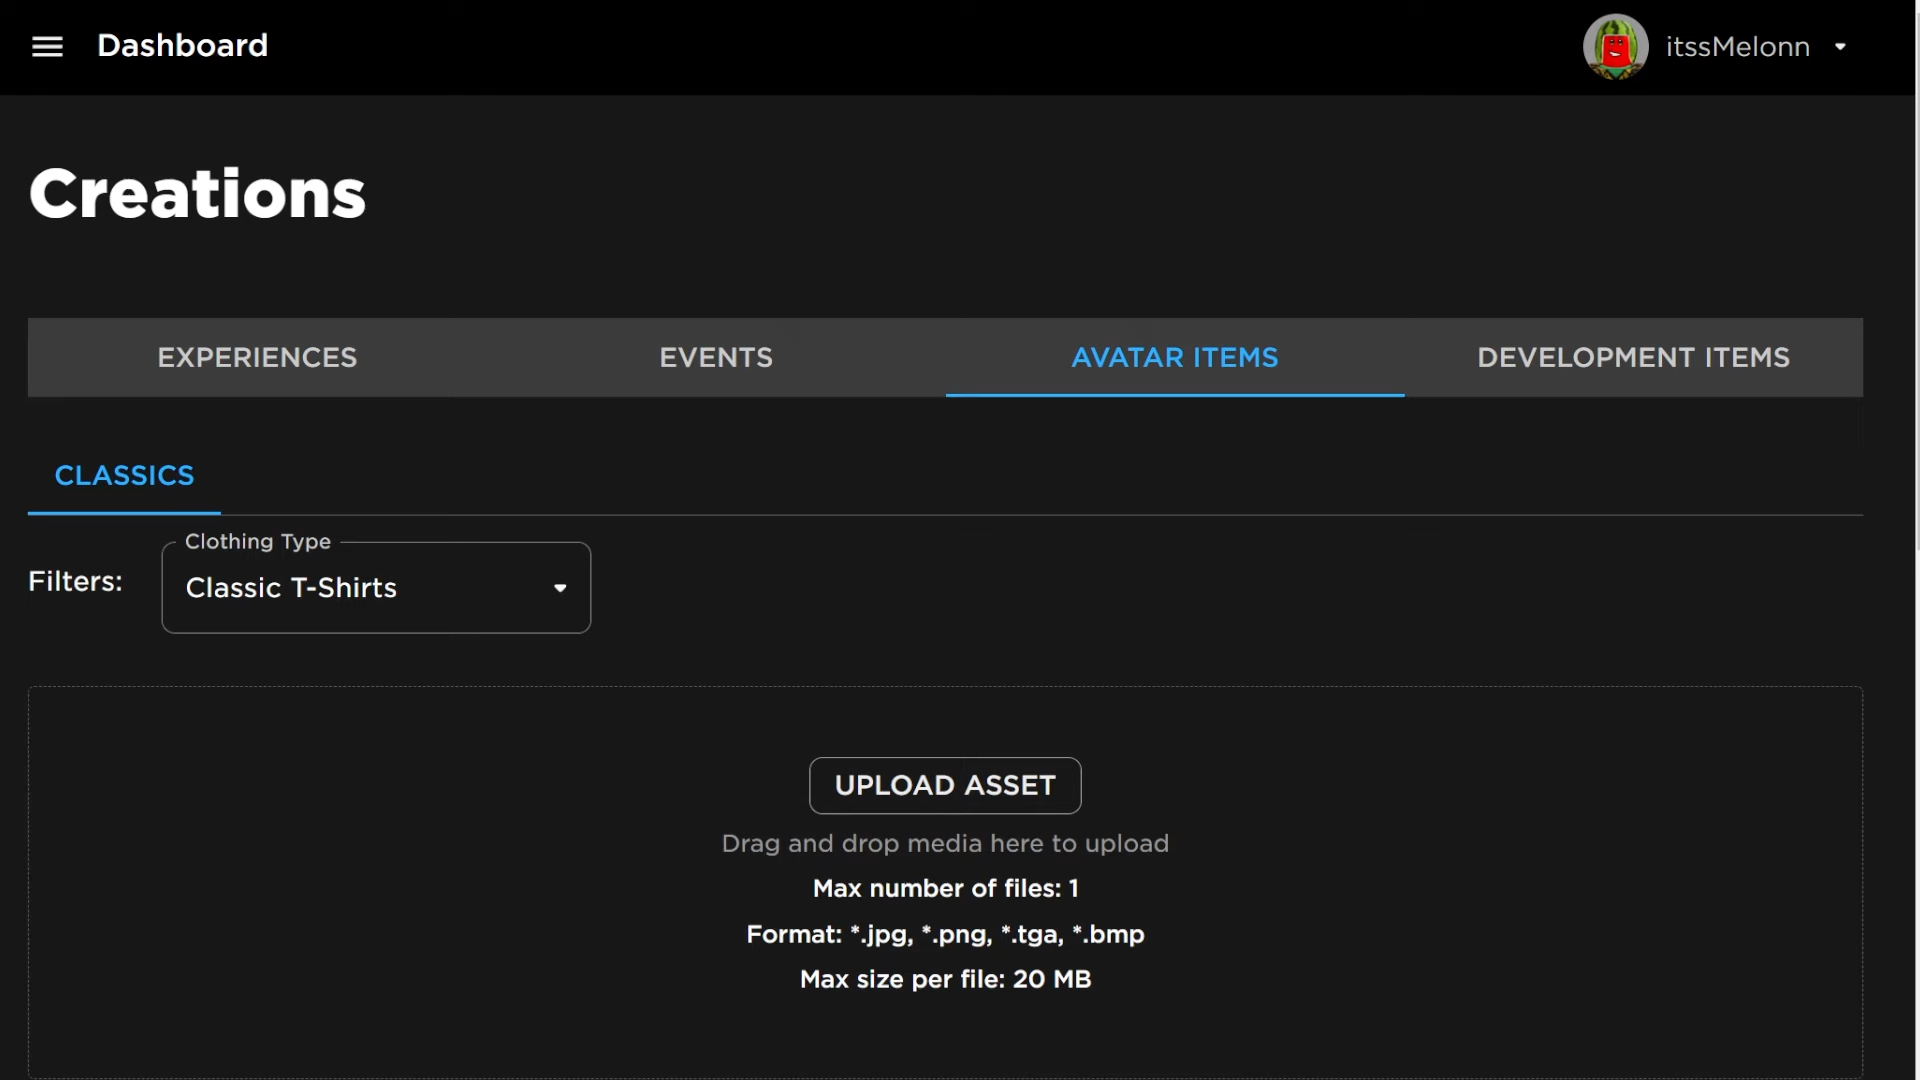 Dashboard
itssMelonn
Creations
EXPERIENCES
EVENTS
AVATAR ITEMS
DEVELOPMENT ITEMS
CLASSICS
Filters:
Clothing Type
Classic T-Shirts
UPLOAD ASSET
Drag and drop media here to upload
Max number of files: 1
Format: *.jpg, *.png, *.tga, *.bmp
Max size per file: 20 MB